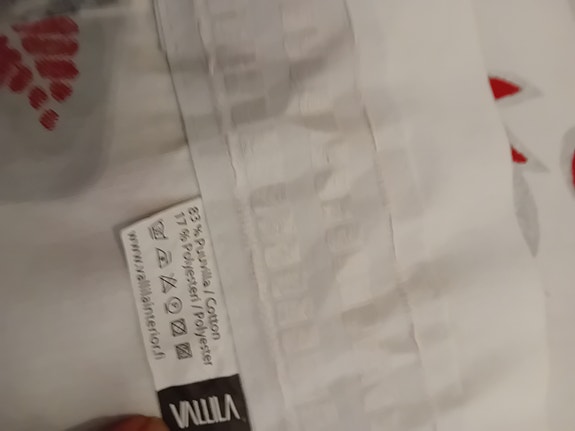 83 % Puuvilla / Cotton
17 % Polyesteri / Polyester
www.vallilainterior.fi
VALLILA